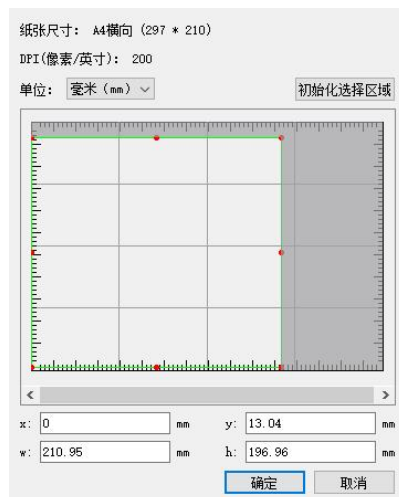 纸张尺寸: A4横向 (297 * 210)
DPI(像素/英寸): 200
单位: 毫米 (mm) 初始化选择区域
x: 0 mm y: 13.04 mm
w: 210.95 mm h: 196.96 mm
确定 取消